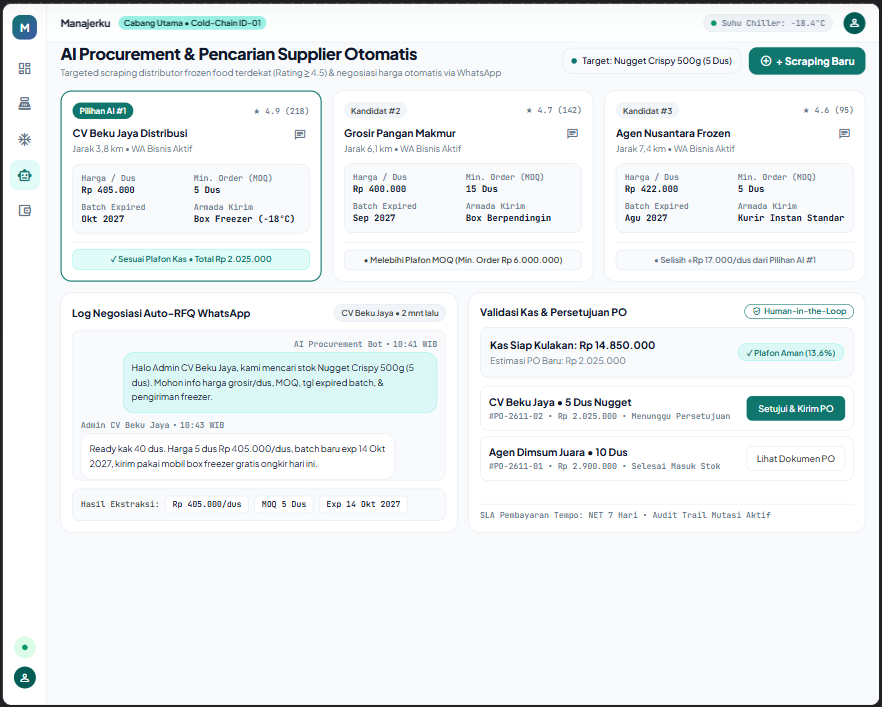 M
Manajerku
Cabang Utama • Cold-Chain ID-01
Suhu Chiller: -18.4°C
AI Procurement & Pencarian Supplier Otomatis
Targeted scraping distributor frozen food terdekat (Rating ≥ 4.5) & negosiasi harga otomatis via WhatsApp
Target: Nugget Crispy 500g (5 Dus)
+ Scraping Baru
Pilihan AI #1
★ 4.9 (218)
CV Beku Jaya Distribusi
Jarak 3,8 km • WA Bisnis Aktif
Harga / Dus
Min. Order (MOQ)
Rp 405.000
5 Dus
Batch Expired
Armada Kirim
Okt 2027
Box Freezer (-18°C)
✓ Sesuai Plafon Kas • Total Rp 2.025.000
Kandidat #2
★ 4.7 (142)
Grosir Pangan Makmur
Jarak 6,1 km • WA Bisnis Aktif
Harga / Dus
Min. Order (MOQ)
Rp 400.000
15 Dus
Batch Expired
Armada Kirim
Sep 2027
Box Berpendingin
• Melebihi Plafon MOQ (Min. Order Rp 6.000.000)
Kandidat #3
★ 4.6 (95)
Agen Nusantara Frozen
Jarak 7,4 km • WA Bisnis Aktif
Harga / Dus
Min. Order (MOQ)
Rp 422.000
5 Dus
Batch Expired
Armada Kirim
Agu 2027
Kurir Instan Standar
• Selisih +Rp 17.000/dus dari Pilihan AI #1
Log Negosiasi Auto-RFQ WhatsApp
CV Beku Jaya • 2 mnt lalu
AI Procurement Bot • 10:41 WIB
Halo Admin CV Beku Jaya, kami mencari stok Nugget Crispy 500g (5
dus). Mohon info harga grosir/dus, MOQ, tgl expired batch, &
pengiriman freezer.
Admin CV Beku Jaya • 10:43 WIB
Ready kak 40 dus. Harga 5 dus Rp 405.000/dus, batch baru exp 14 Okt
2027, kirim pakai mobil box freezer gratis ongkir hari ini.
Hasil Ekstraksi:
Rp 405.000/dus
MOQ 5 Dus
Exp 14 Okt 2027
Validasi Kas & Persetujuan PO
Human-in-the-Loop
Kas Siap Kulakan: Rp 14.850.000
Estimasi PO Baru: Rp 2.025.000
✓ Plafon Aman (13,6%)
CV Beku Jaya • 5 Dus Nugget
#PO-2611-02 • Rp 2.025.000 • Menunggu Persetujuan
Setujui & Kirim PO
Agen Dimsum Juara • 10 Dus
#PO-2611-01 • Rp 2.900.000 • Selesai Masuk Stok
Lihat Dokumen PO
SLA Pembayaran Tempo: NET 7 Hari • Audit Trail Mutasi Aktif